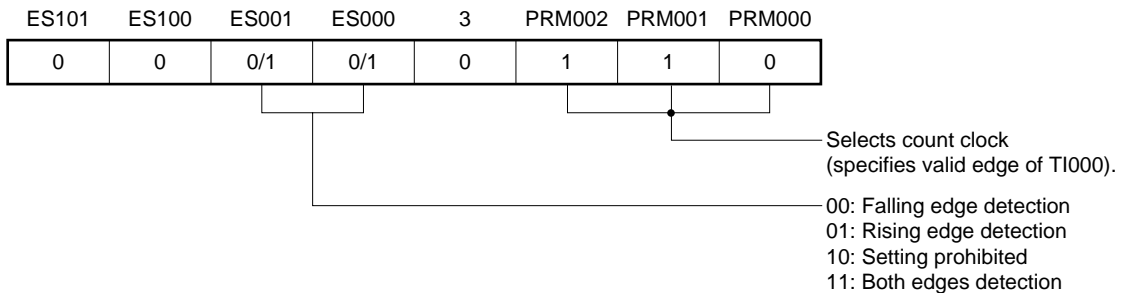 ES101 ES100 ES001 ES000 3 PRM002 PRM001 PRM000
0 0 0/1 0/1 0 1 1 0
Selects count clock
(specifies valid edge of TI000).
00: Falling edge detection
01: Rising edge detection
10: Setting prohibited
11: Both edges detection